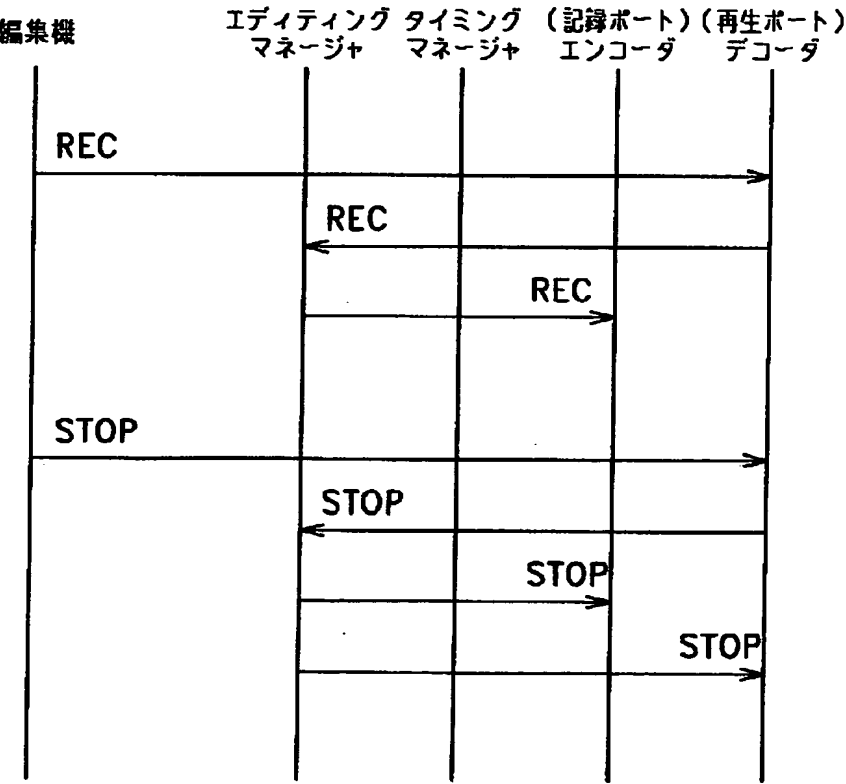 編集機
エディティング
マネージャ
タイミング
マネージャ
(記録ポート)
エンコーダ
(再生ポート)
デコーダ
REC
REC
REC
STOP
STOP
STOP
STOP